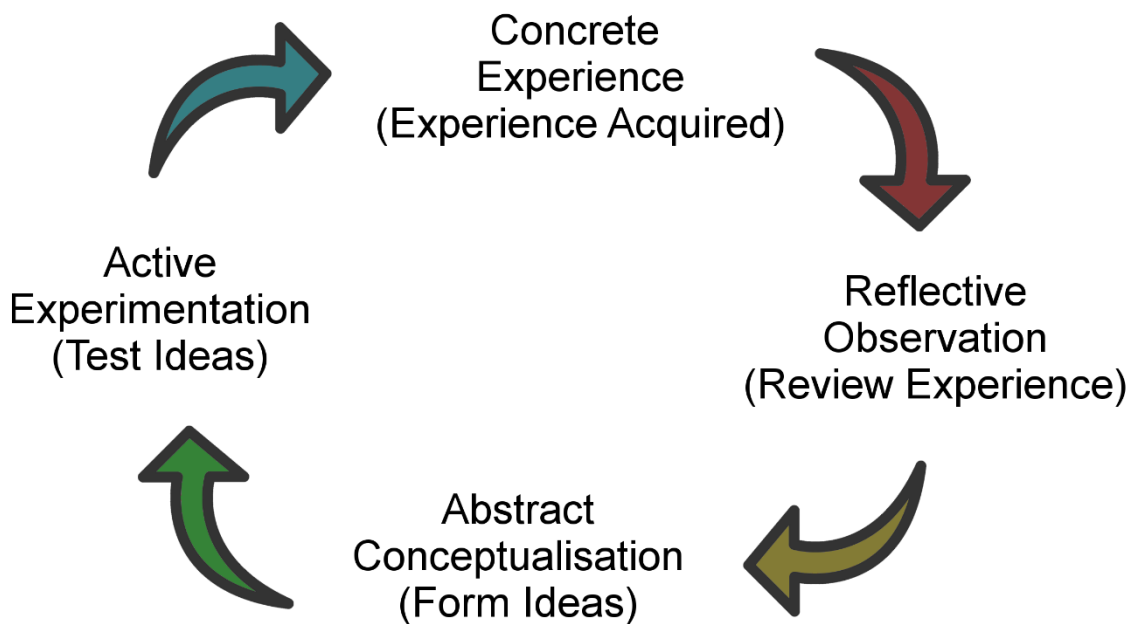 Concrete
Experience
(Experience Acquired)
Reflective
Observation
(Review Experience)
Abstract
Conceptualisation
(Form Ideas)
Active
Experimentation
(Test Ideas)